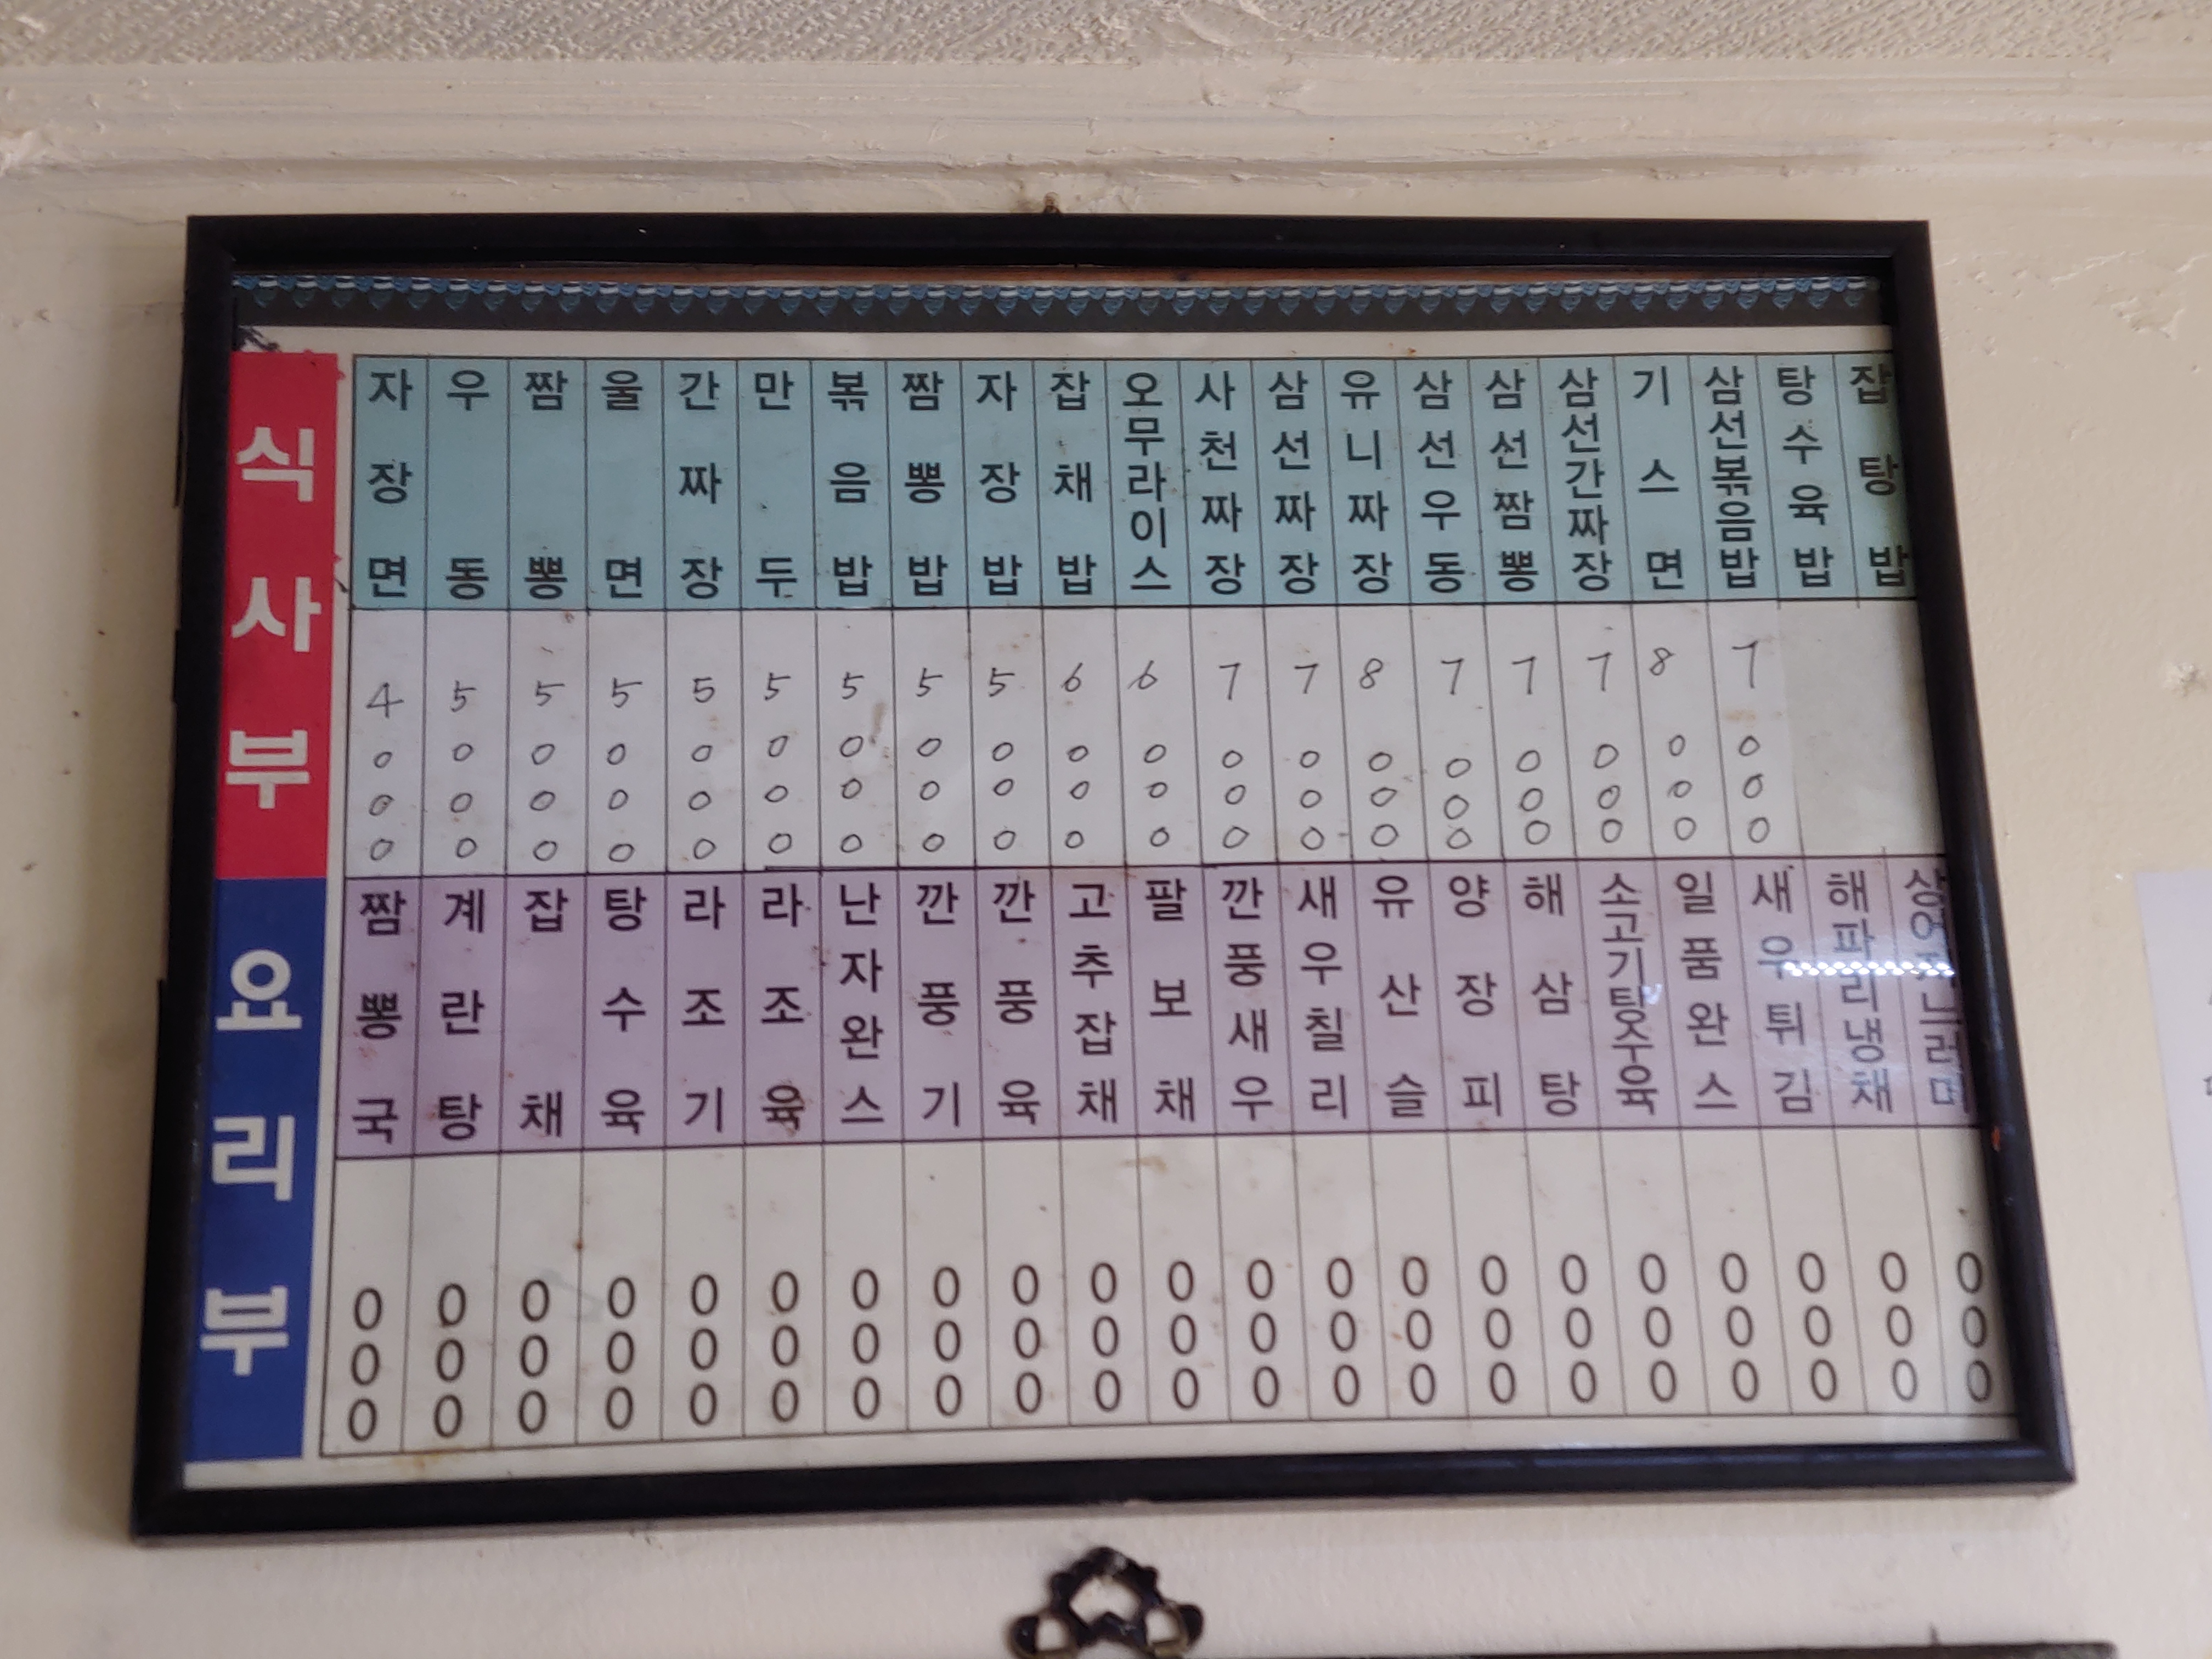 식사부
자장면 4000
우동 5000
짬뽕 5000
울면 5000
간짜장 5000
만두 5000
볶음밥 5000
짬뽕밥 5000
자장밥 5000
잡채밥 6000
오무라이스 6000
사천짜장 7000
삼선짜장 7000
유니짜장 8000
삼선우동 7000
삼선짬뽕 7000
삼선간짜장 7000
기스면 8000
삼선볶음밥 7000
탕수육밥
잡탕밥
요리부
짬뽕국 000
계란탕 000
잡채 000
탕수육 000
라조기 000
라조육 000
난자완스 000
깐풍기 000
깐풍육 000
고추잡채 000
팔보채 000
깐풍새우 000
새우칠리 000
유산슬 000
양장피 000
해삼탕 000
소고기탕수육 000
일품완스 000
새우튀김 000
해파리냉채 000
000